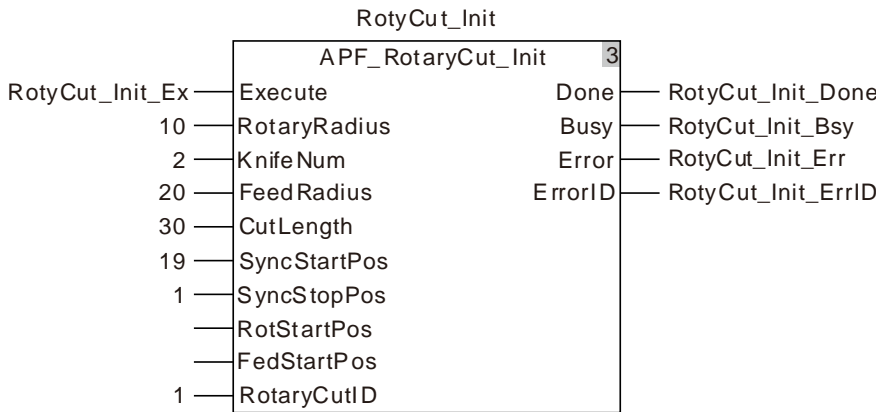 RotyCut_Init
APF_RotaryCut_Init 3
RotyCut_Init_Ex Execute Done RotyCut_Init_Done
10 RotaryRadius Busy RotyCut_Init_Bsy
2 KnifeNum Error RotyCut_Init_Err
20 FeedRadius ErrorID RotyCut_Init_ErrID
30 CutLength
19 SyncStartPos
1 SyncStopPos
RotStartPos
FedStartPos
1 RotaryCutID